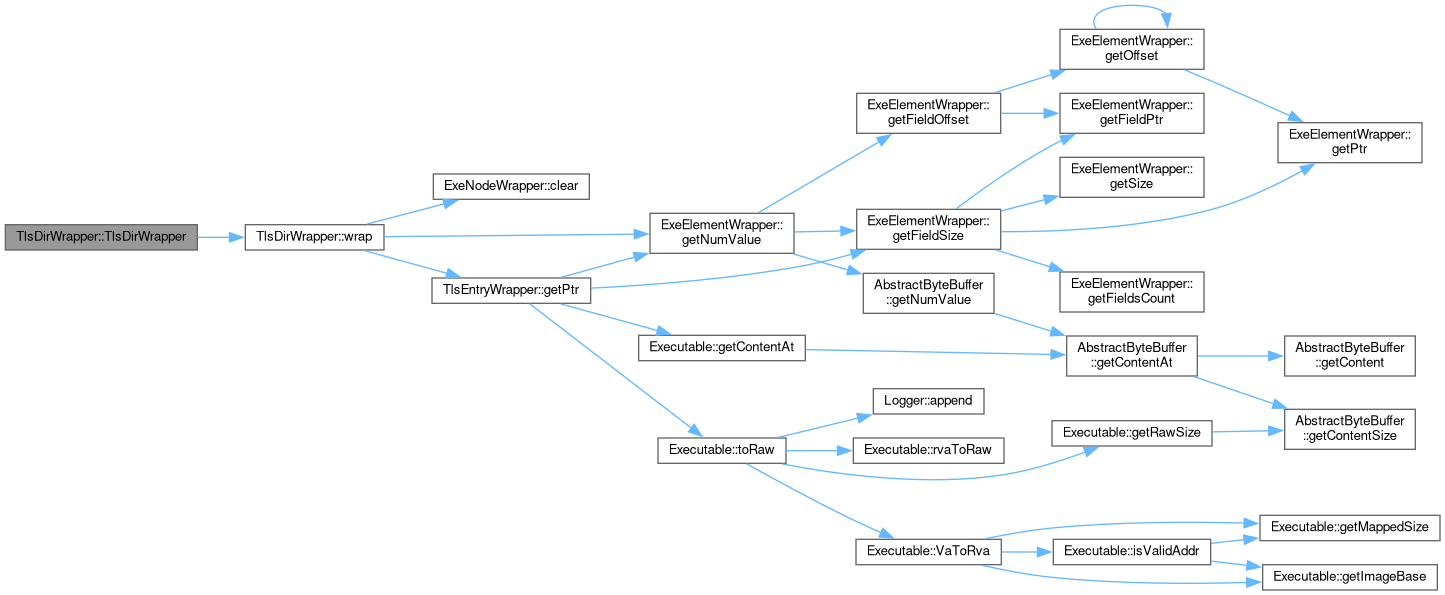 TlsDirWrapper::TlsDirWrapper
TlsDirWrapper::wrap
ExeNodeWrapper::clear
TlsEntryWrapper::getPtr
ExeElementWrapper::
getNumValue
Executable::getContentAt
Executable::toRaw
ExeElementWrapper::
getFieldOffset
ExeElementWrapper::
getFieldSize
AbstractByteBuffer
::getNumValue
Logger::append
Executable::rvaToRaw
Executable::VaToRva
ExeElementWrapper::
getOffset
ExeElementWrapper::
getFieldPtr
ExeElementWrapper::
getSize
ExeElementWrapper::
getFieldsCount
AbstractByteBuffer
::getContentAt
Executable::getRawSize
Executable::isValidAddr
ExeElementWrapper::
getPtr
AbstractByteBuffer
::getContent
AbstractByteBuffer
::getContentSize
Executable::getMappedSize
Executable::getImageBase